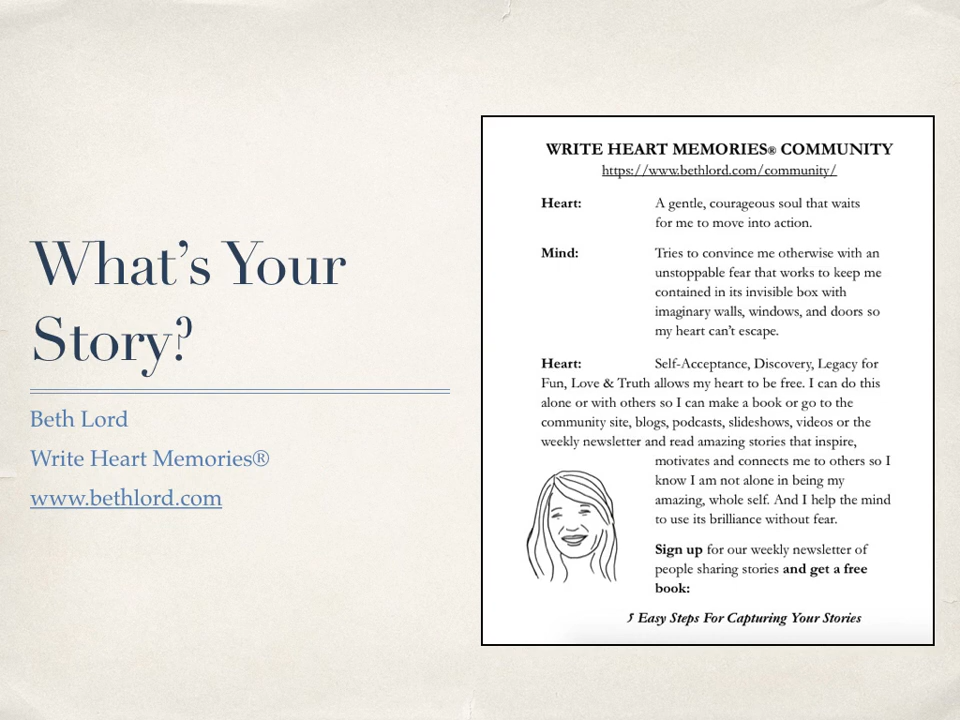 What's Your
Story?
Beth Lord
Write Heart Memories®
www.bethlord.com
WRITE HEART MEMORIES® COMMUNITY
https://www.bethlord.com/community/
Heart: A gentle, courageous soul that waits
for me to move into action.
Mind: Tries to convince me otherwise with an
unstoppable fear that works to keep me
contained in its invisible box with
imaginary walls, windows, and doors so
my heart can't escape.
Heart: Self-Acceptance, Discovery, Legacy for
Fun, Love & Truth allows my heart to be free. I can do this
alone or with others so I can make a book or go to the
community site, blogs, podcasts, slideshows, videos or the
weekly newsletter and read amazing stories that inspire,
motivates and connects me to others so I
know I am not alone in being my
amazing, whole self. And I help the mind
to use its brilliance without fear.
Sign up for our weekly newsletter of
people sharing stories and get a free
book:
5 Easy Steps For Capturing Your Stories